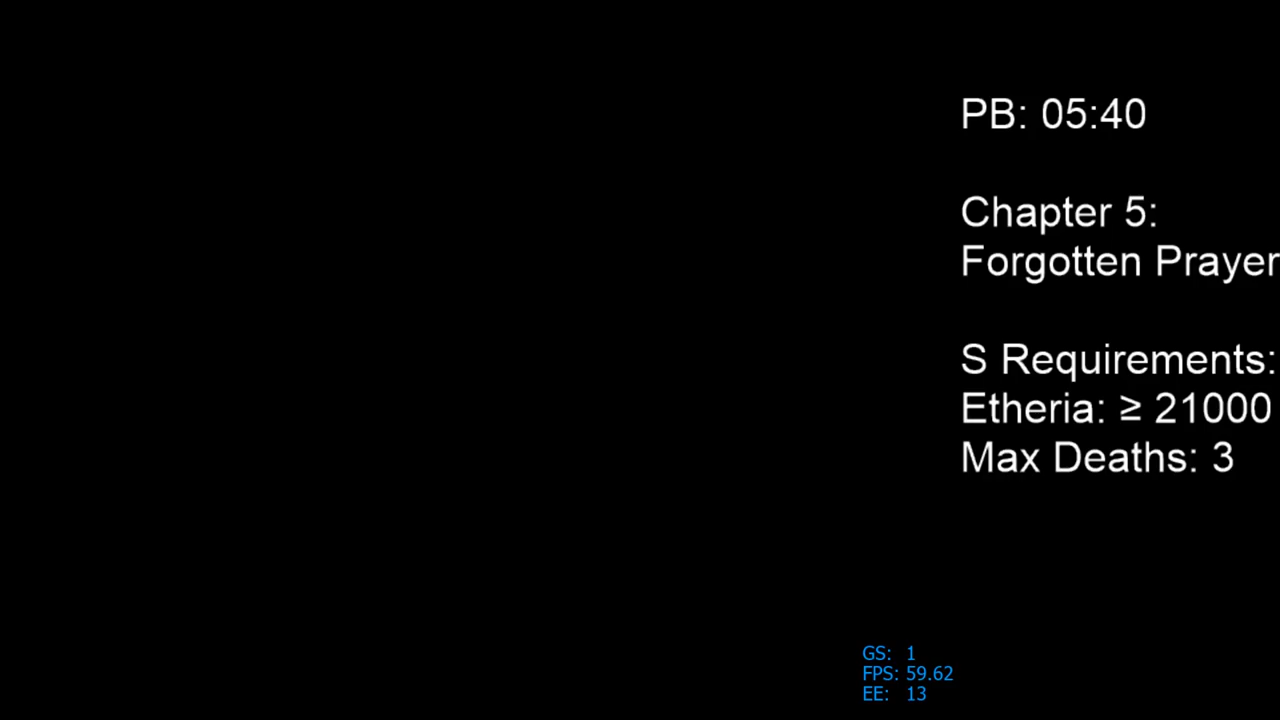 PB: 05:40
Chapter 5:
Forgotten Prayer
S Requirements:
Etheria: ≥ 21000
Max Deaths: 3
GS: 1
FPS: 59.62
EE: 13